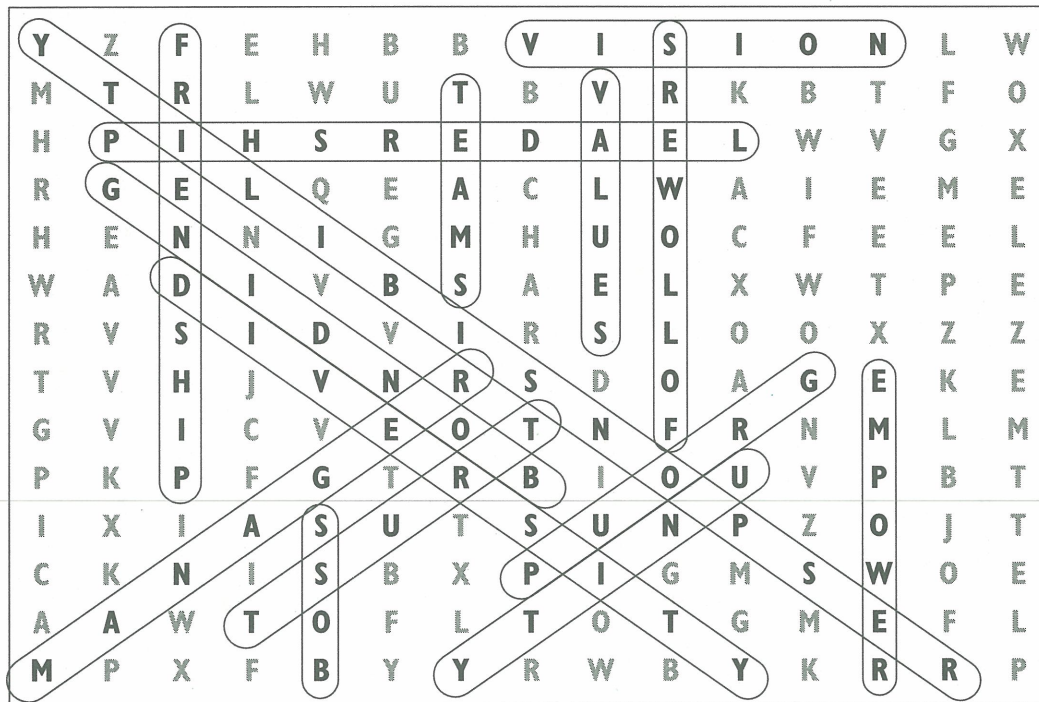 Y Z F E H B B V I S I O N L W
M T R L W U T B V R K B T F O
H P I H S R E D A E L W V G X
R G E L Q E A C L W A I E M E
H E N N I G M H U O C F E E L
W A D I V B S A E L X W T P E
R V S I D V I R S L O O X Z Z
T V H J V N R S D O A G E K E
G V I C V E O T N F R N M L M
P K P F G T R B I O U V P B T
I X I A S U T S U N P Z O J T
C K N I S B X P I G M S W O E
A A W T O F L T O T G M E F L
M P X F B Y Y R W B Y K R R P